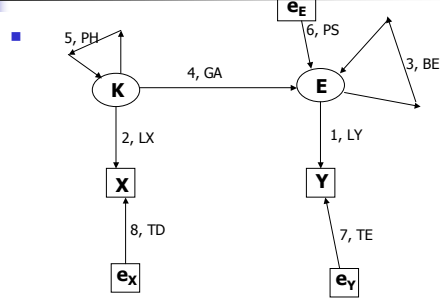 eE
6, PS
5, PH
3, BE
4, GA
K
E
2, LX
1, LY
X
Y
8, TD
7, TE
eX
eY